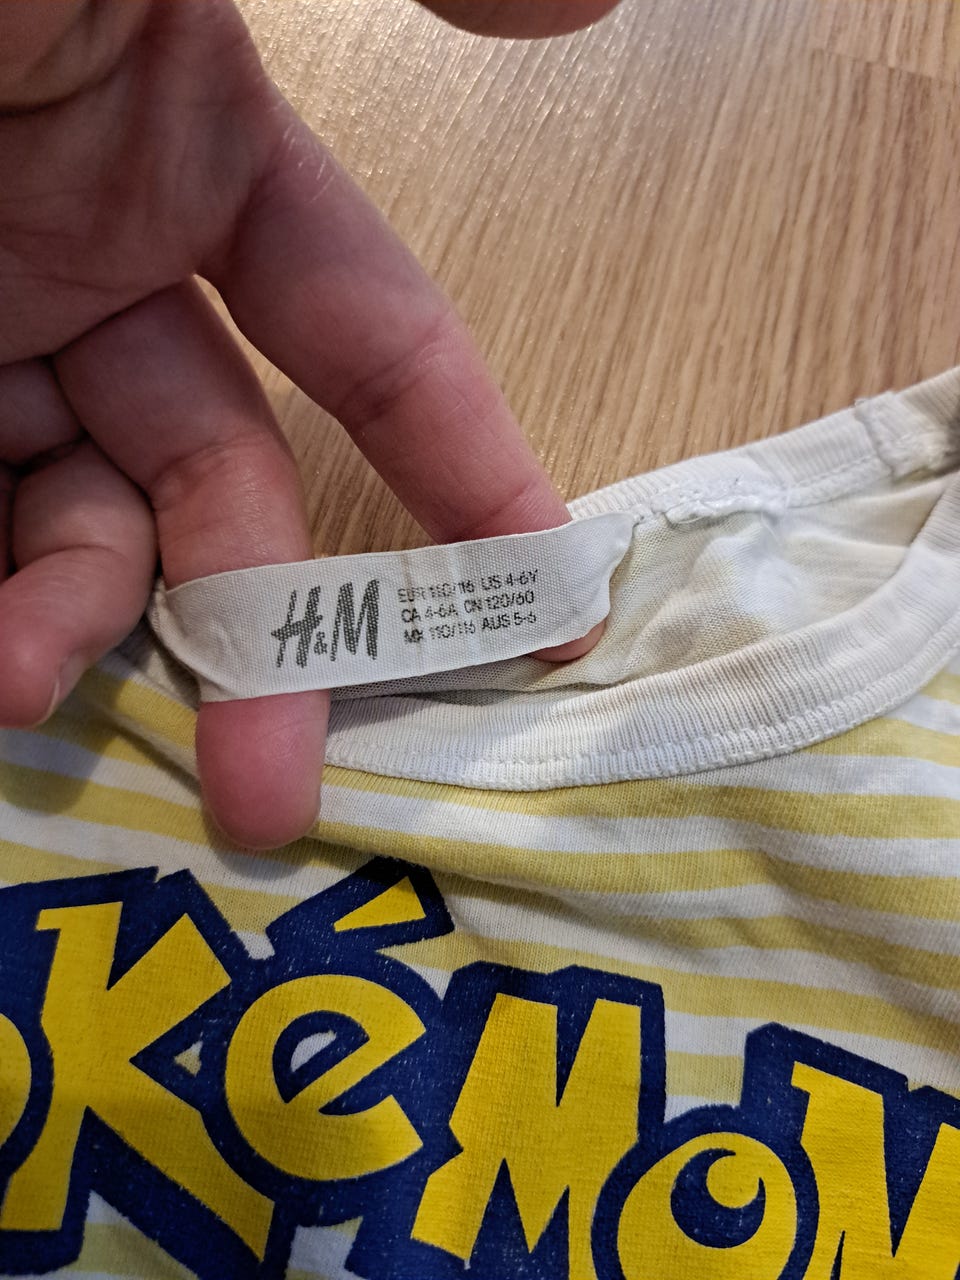 H&M
EUR 110/116 US 4-6Y
CA 4-6A CN 120/60
MX 110/116 AUS 5-6
POKéMON